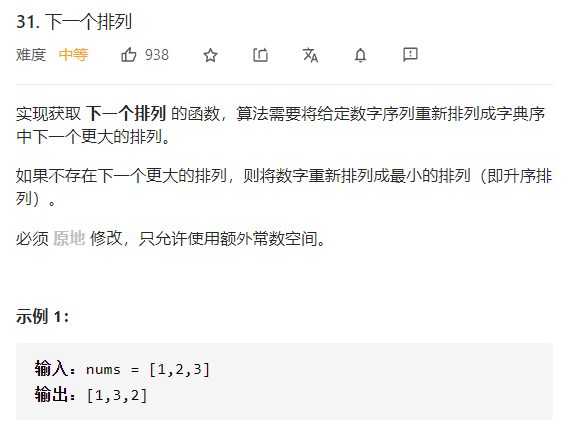 31. 下一个排列
难度 中等 938
实现获取 下一个排列 的函数，算法需要将给定数字序列重新排列成字典序
中下一个更大的排列。
如果不存在下一个更大的排列，则将数字重新排列成最小的排列（即升序排
列）。
必须 原地 修改，只允许使用额外常数空间。
示例 1：
输入：nums = [1,2,3]
输出：[1,3,2]